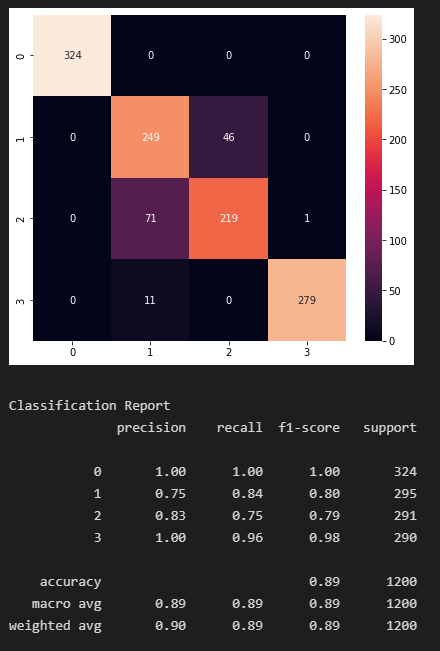 0 324 0 0 0 300
1 0 249 46 0 250
200
150
2 0 71 219 1 100
3 0 11 0 279 50
0
0 1 2 3
Classification Report
precision recall f1-score support
0 1.00 1.00 1.00 324
1 0.75 0.84 0.80 295
2 0.83 0.75 0.79 291
3 1.00 0.96 0.98 290
accuracy 0.89 1200
macro avg 0.89 0.89 0.89 1200
weighted avg 0.90 0.89 0.89 1200